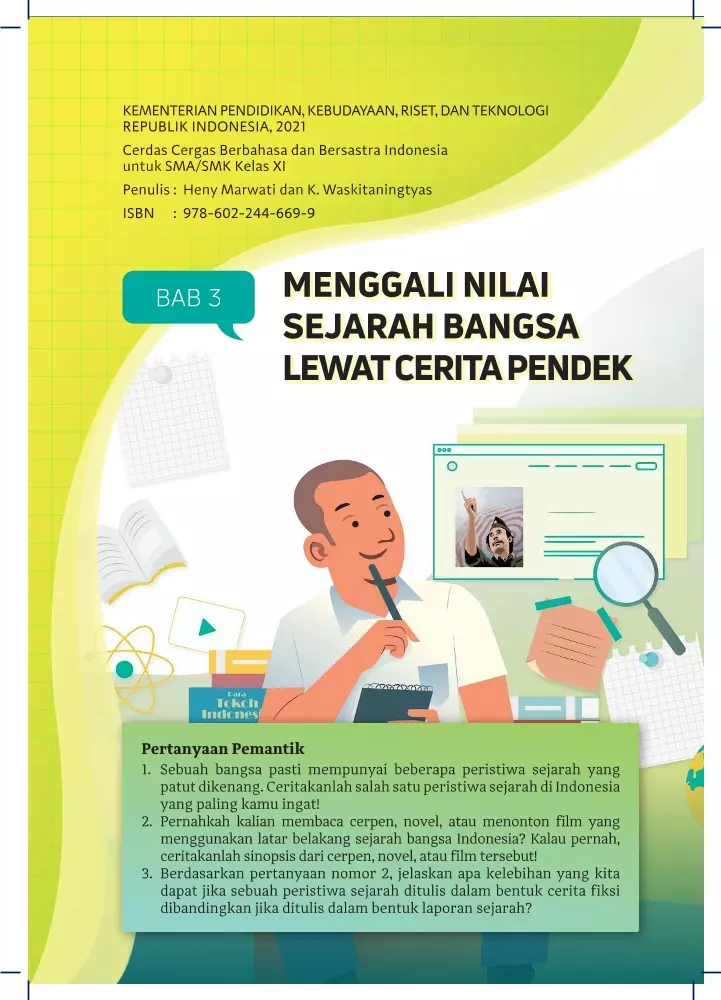 KEMENTERIAN PENDIDIKAN, KEBUDAYAAN, RISET, DAN TEKNOLOGI
REPUBLIK INDONESIA, 2021
Cerdas Cergas Berbahasa dan Bersastra Indonesia
untuk SMA/SMK Kelas XI
Penulis : Heny Marwati dan K. Waskitaningtyas
ISBN : 978-602-244-669-9
BAB 3
MENGGALI NILAI
SEJARAH BANGSA
LEWAT CERITA PENDEK
Para
Tokoh
Indones
Pertanyaan Pemantik
1. Sebuah bangsa pasti mempunyai beberapa peristiwa sejarah yang
patut dikenang. Ceritakanlah salah satu peristiwa sejarah di Indonesia
yang paling kamu ingat!
2. Pernahkah kalian membaca cerpen, novel, atau menonton film yang
menggunakan latar belakang sejarah bangsa Indonesia? Kalau pernah,
ceritakanlah sinopsis dari cerpen, novel, atau film tersebut!
3. Berdasarkan pertanyaan nomor 2, jelaskan apa kelebihan yang kita
dapat jika sebuah peristiwa sejarah ditulis dalam bentuk cerita fiksi
dibandingkan jika ditulis dalam bentuk laporan sejarah?